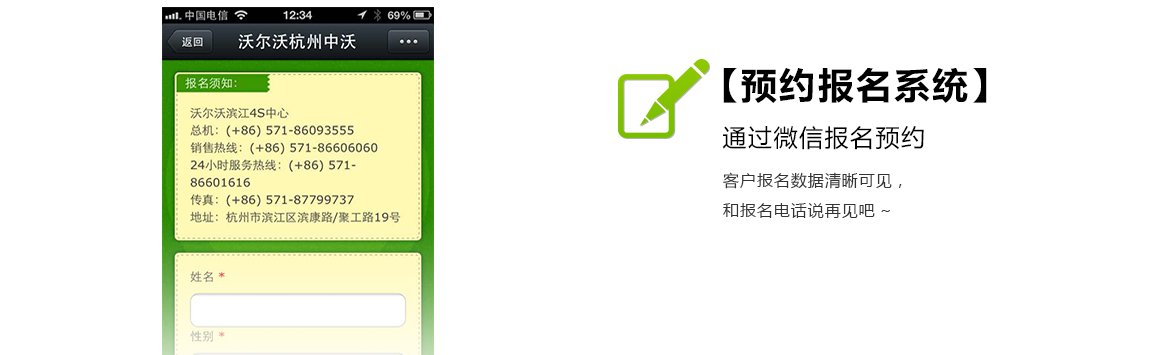 中国电信 12:34 69%
返回 沃尔沃杭州中沃
报名须知:
沃尔沃滨江4S中心
总机: (+86) 571-86093555
销售热线: (+86) 571-86606060
24小时服务热线: (+86) 571-
86601616
传真: (+86) 571-87799737
地址: 杭州市滨江区滨康路/聚工路19号
姓名 *
性别 *
【预约报名系统】
通过微信报名预约
客户报名数据清晰可见，
和报名电话说再见吧 ~